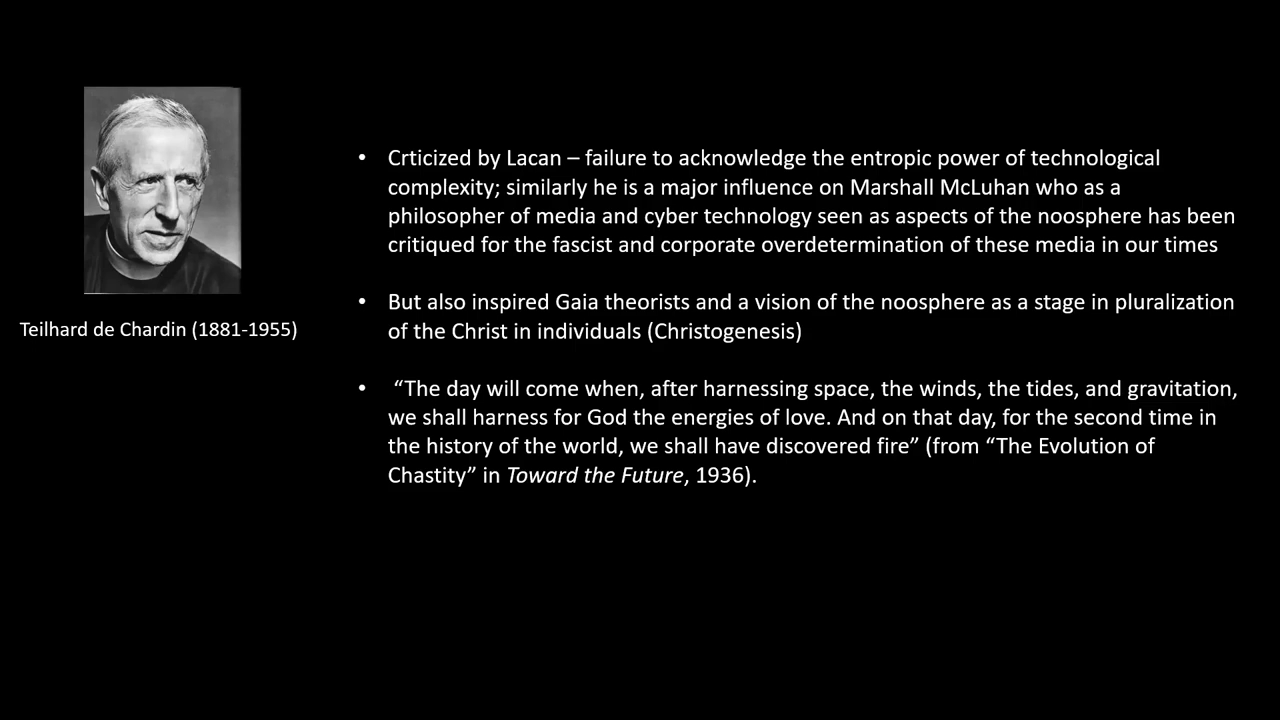 Teilhard de Chardin (1881-1955)
• Crticized by Lacan – failure to acknowledge the entropic power of technological
complexity; similarly he is a major influence on Marshall McLuhan who as a
philosopher of media and cyber technology seen as aspects of the noosphere has been
critiqued for the fascist and corporate overdetermination of these media in our times
• But also inspired Gaia theorists and a vision of the noosphere as a stage in pluralization
of the Christ in individuals (Christogenesis)
• “The day will come when, after harnessing space, the winds, the tides, and gravitation,
we shall harness for God the energies of love. And on that day, for the second time in
the history of the world, we shall have discovered fire” (from “The Evolution of
Chastity” in Toward the Future, 1936).